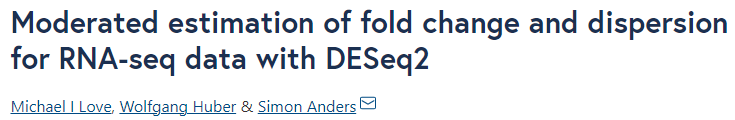 Moderated estimation of fold change and dispersion
for RNA-seq data with DESeq2
Michael I Love, Wolfgang Huber & Simon Anders